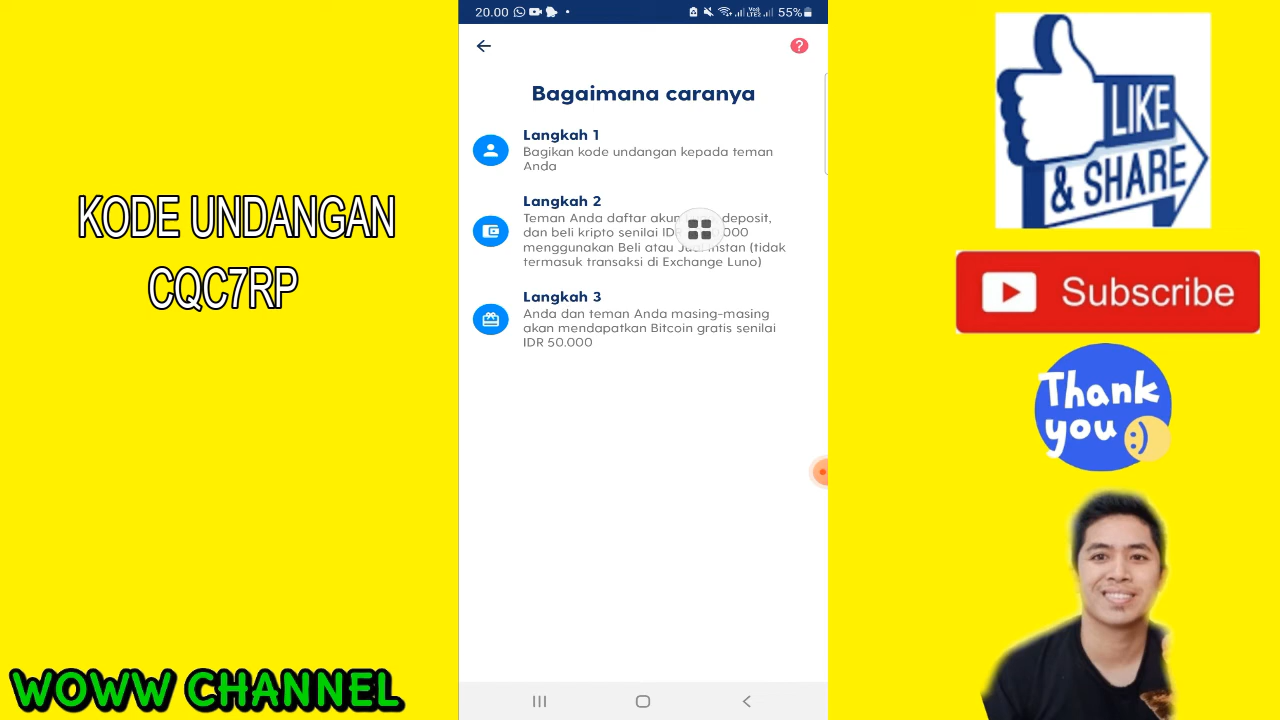 KODE UNDANGAN
CQC7RP
WOWW CHANNEL
20.00
55%
Bagaimana caranya
Langkah 1
Bagikan kode undangan kepada teman
Anda
Langkah 2
Teman Anda daftar deposit,
dan beli kripto senilai
menggunakan Beli atau instan (tidak
termasuk transaksi di Exchange Luno)
Langkah 3
Anda dan teman Anda masing-masing
akan mendapatkan Bitcoin gratis senilai
IDR 50.000
LIKE
& SHARE
Subscribe
Thank
you